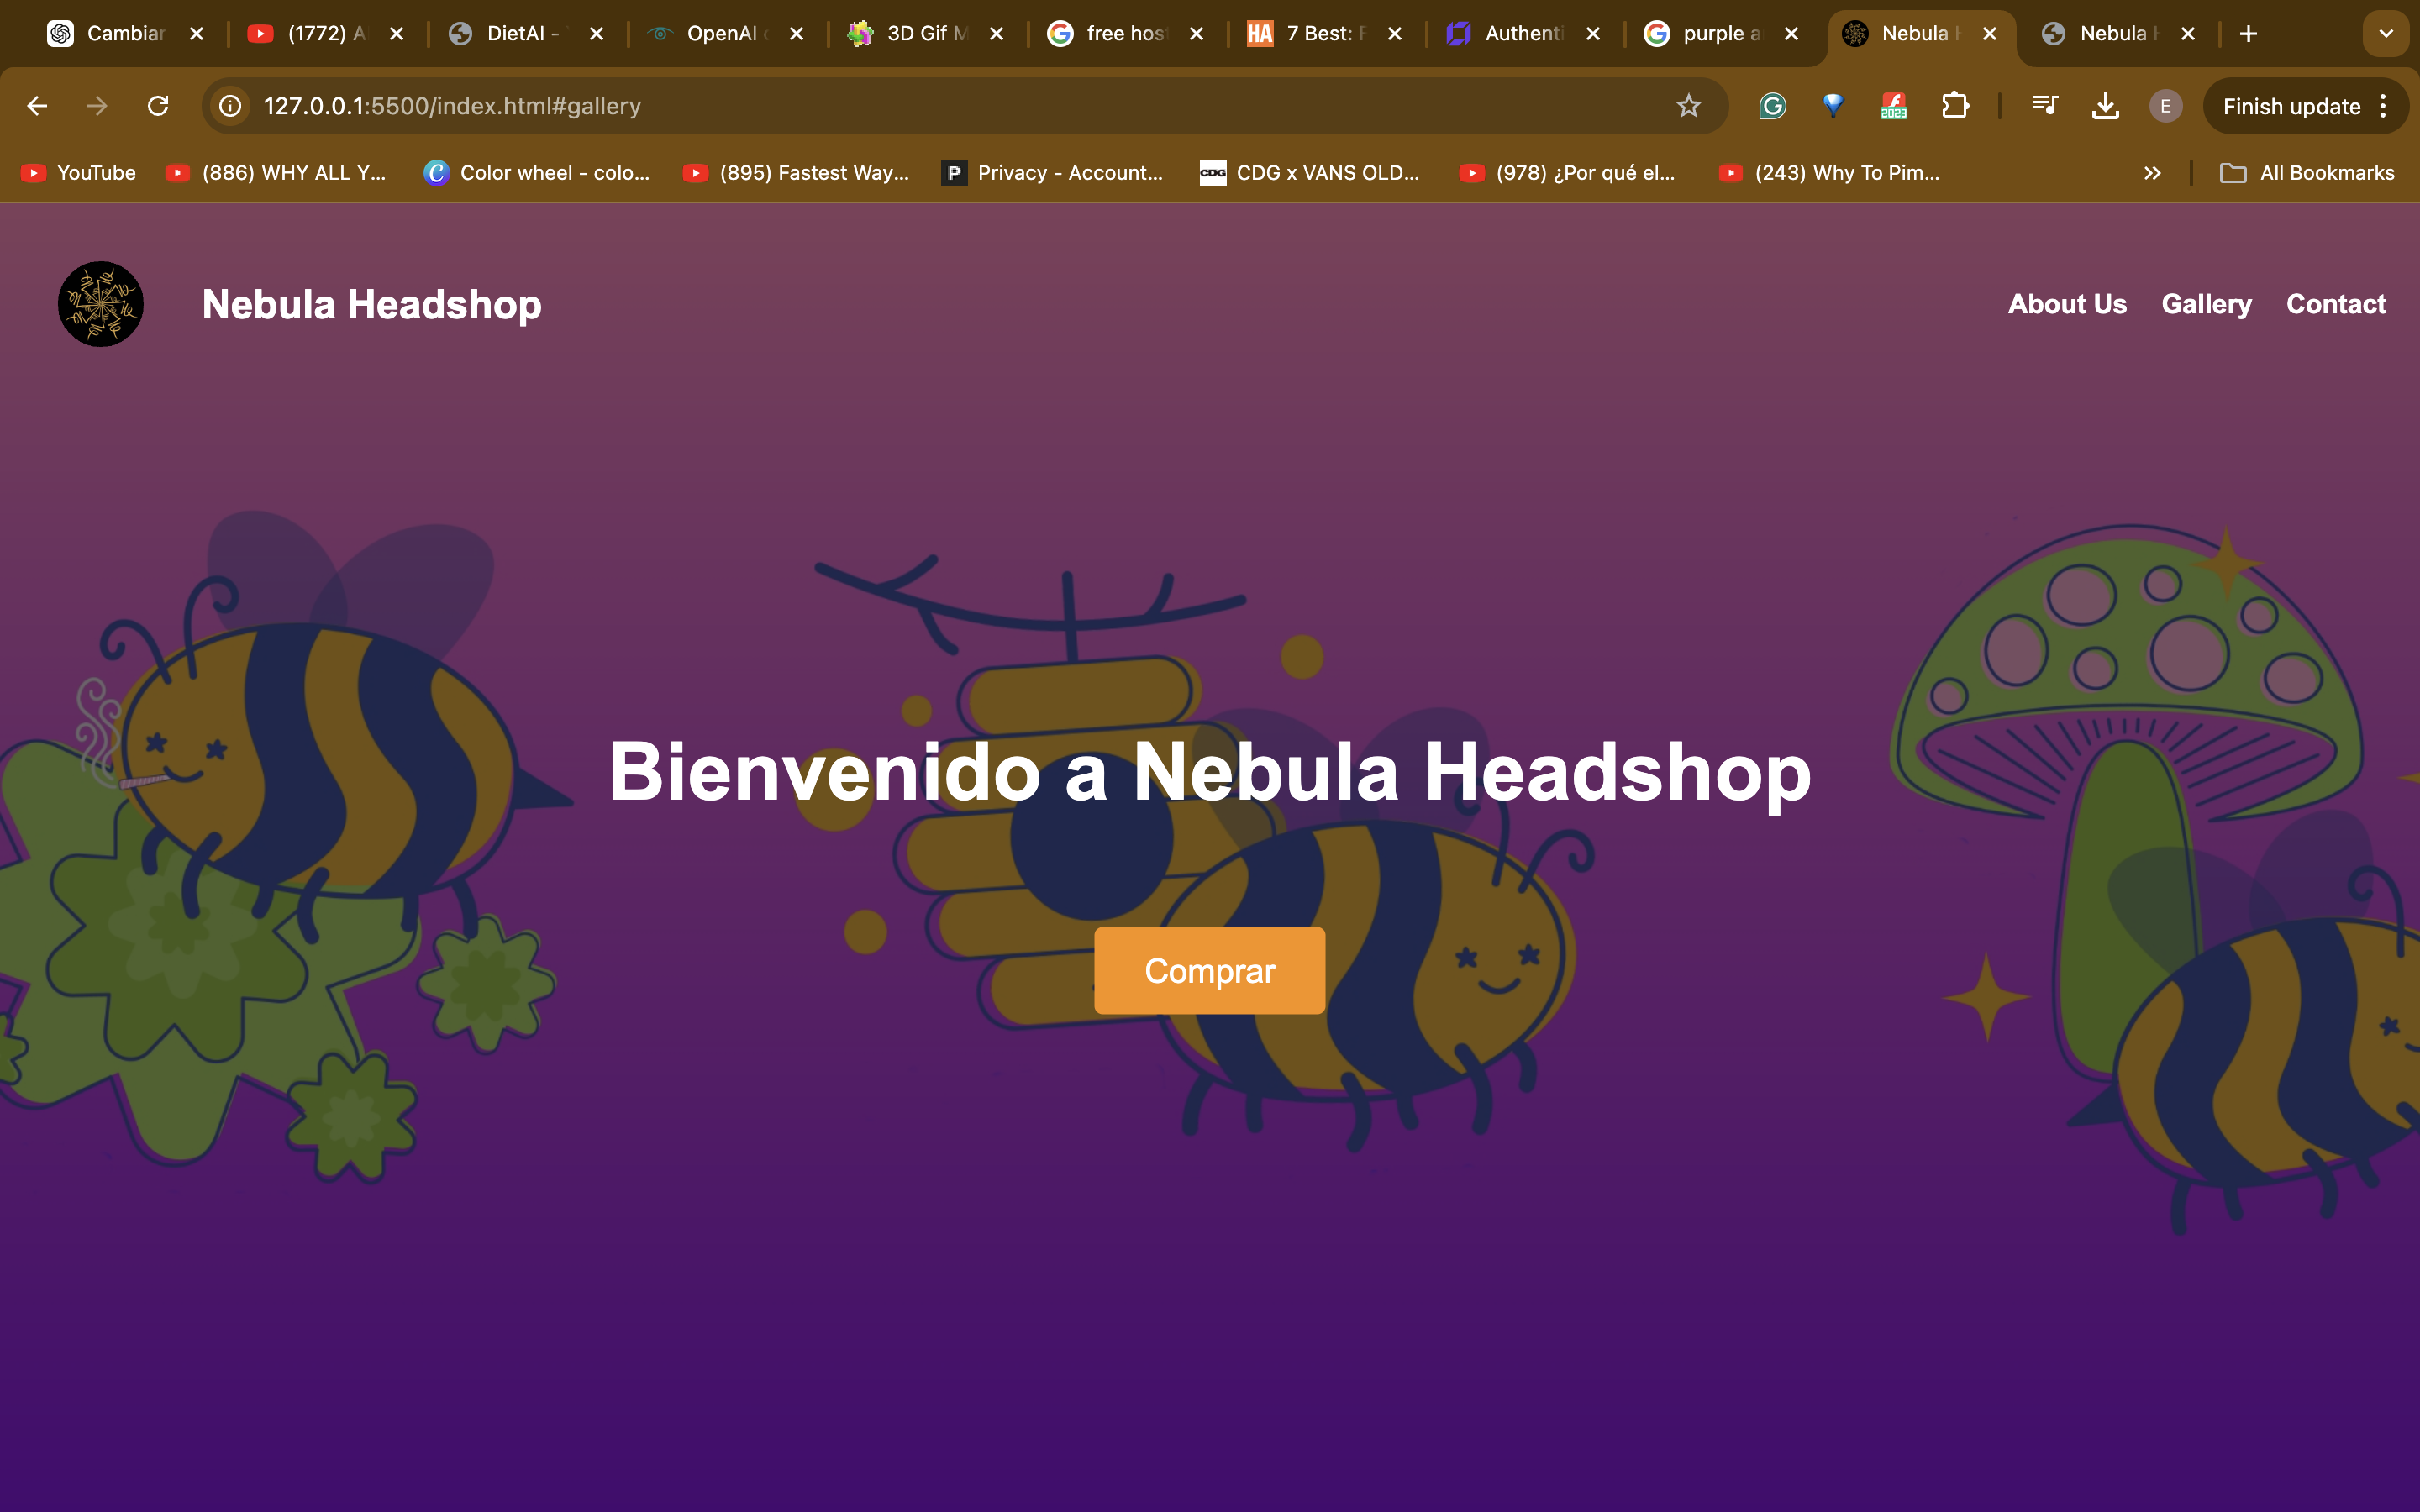 Cambiar
(1772) A
DietAI -
OpenAI
3D Gif M
free hos
7 Best:
Authenti
purple a
Nebula
Nebula
127.0.0.1:5500/index.html#gallery
2023
E
Finish update
YouTube
(886) WHY ALL Y...
Color wheel - colo...
(895) Fastest Way...
P
Privacy - Account...
CDG
CDG x VANS OLD...
(978) ¿Por qué el...
(243) Why To Pim...
All Bookmarks
Nebula Headshop
About Us Gallery Contact
Bienvenido a Nebula Headshop
Comprar